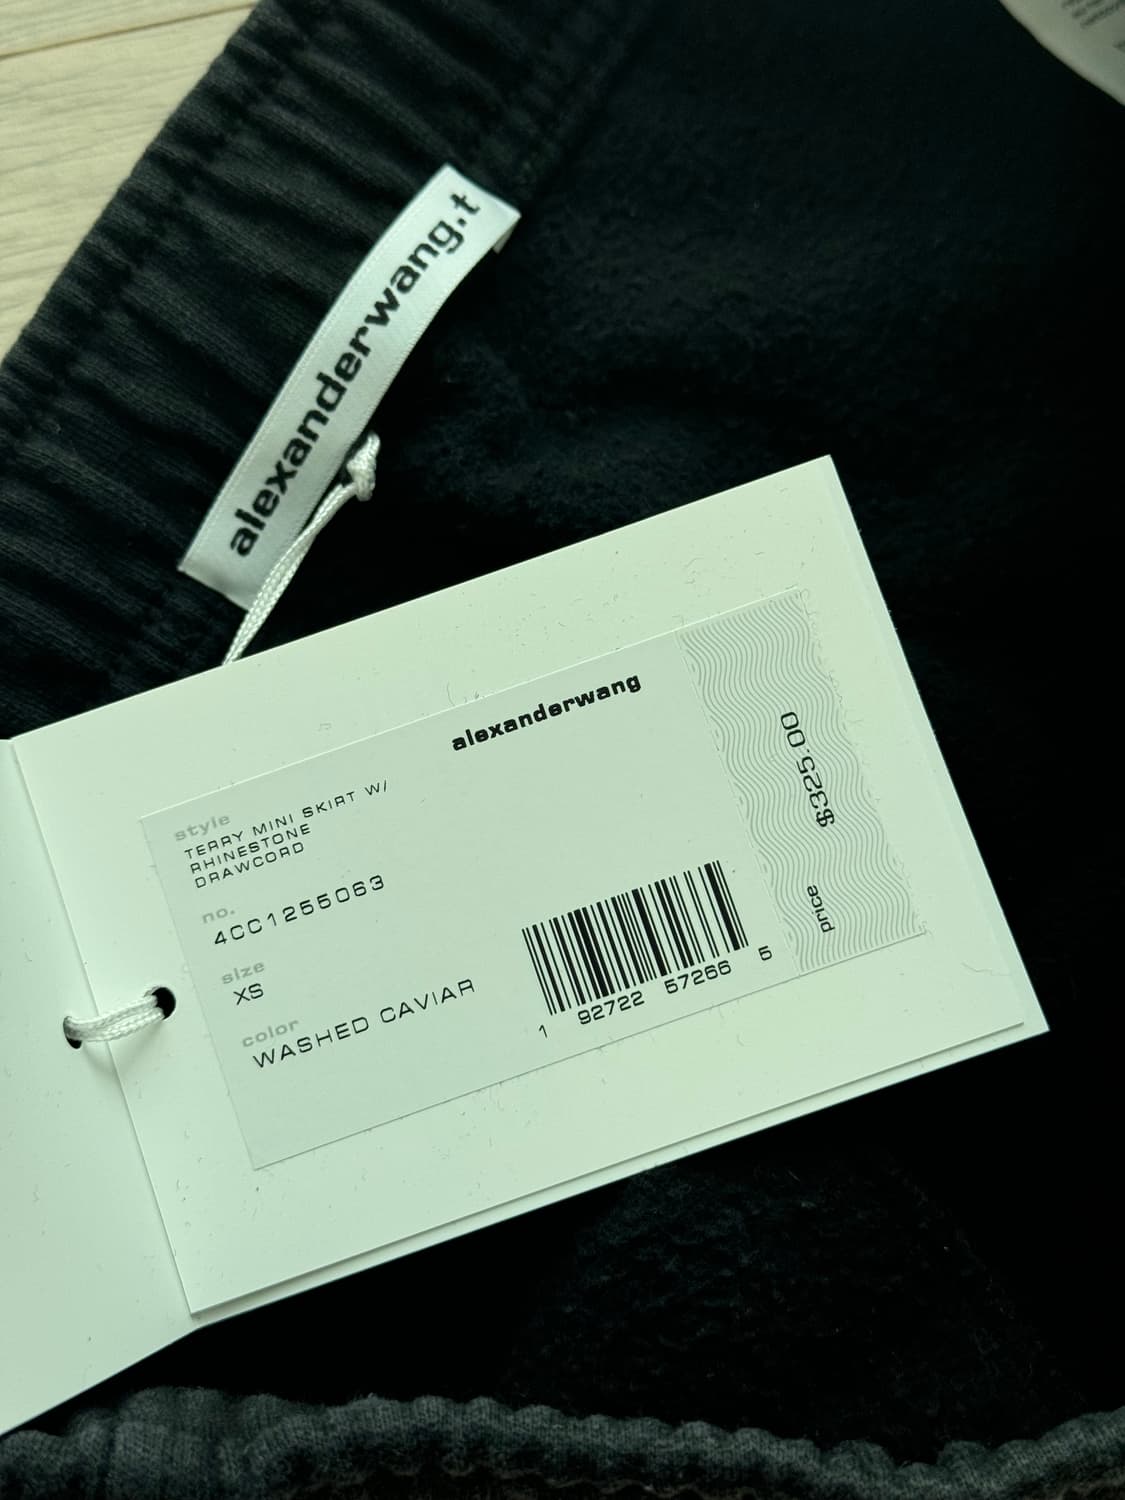 alexanderwang.t
alexanderwang
style
TERRY MINI SKIRT W/
RHINESTONE
DRAWCORD
no.
4CC1255063
size
XS
color
WASHED CAVIAR
1 92722 57266 5
price
$325.00